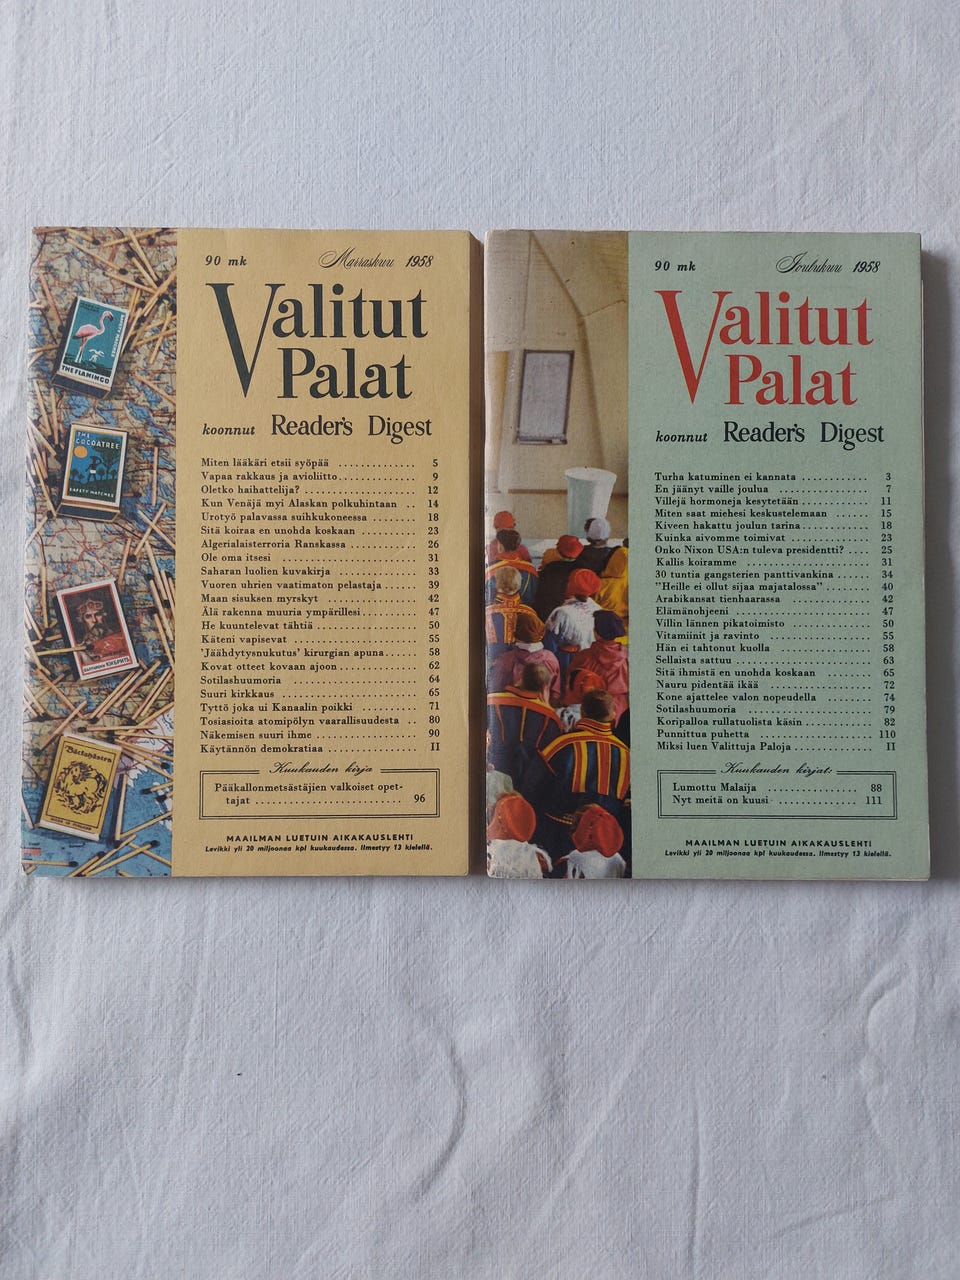 90 mk Marraskuu 1958
Valitut
Palat
koonnut Reader's Digest
Miten lääkäri etsii syöpää .............. 5
Vapaa rakkaus ja avioliitto .............. 9
Oletko haihattelija? .................... 12
Kun Venäjä myi Alaskan polkuhintaan .. 14
Urotyö palavassa suihkukoneessa ........ 18
Sitä koiraa en unohda koskaan .......... 23
Algerialaisterroria Ranskassa ............ 26
Ole oma itsesi .......................... 31
Saharan luolien kuvakirja ................ 33
Vuoren uhrien vaatimaton pelastaja ...... 39
Maan sisuksen myrskyt .................. 42
Älä rakenna muuria ympärillesi .......... 47
He kuuntelevat tähtiä .................... 50
Käteni vapisevat ........................ 55
'Jäähdytysnukutus' kirurgian apuna ...... 58
Kovat otteet kovaan ajoon .............. 62
Sotilashuumoria ........................ 64
Suuri kirkkaus .......................... 65
Tyttö joka ui Kanaalin poikki ............ 71
Tosiasioita atomipölyn vaarallisuudesta .. 80
Näkemisen suuri ihme .................. 90
Käytännön demokratiaa ................ II
Kuukauden kirja
Pääkallonmetsästäjien valkoiset opet-
tajat .......................... 96
MAAILMAN LUETUIN AIKAKAUSLEHTI
Levikki yli 20 miljoonaa kpl kuukaudessa. Ilmestyy 13 kielellä.
THE FLAMINGO
SAFETY MATCHES
THE
COCOATREE
SAFETY MATCHES
КИБРИТЬ
Bäckahästen
90 mk Joulukuu 1958
Valitut
Palat
koonnut Reader's Digest
Turha katuminen ei kannata .......... 3
En jäänyt vaille joulua .............. 7
Villejä hormoneja kesytetään .......... 11
Miten saat miehesi keskustelemaan .... 15
Kiveen hakattu joulun tarina .......... 18
Kuinka aivomme toimivat ............ 23
Onko Nixon USA:n tuleva presidentti? .... 25
Kallis koiramme .................... 31
30 tuntia gangsterien panttivankina ...... 34
"Heille ei ollut sijaa majatalossa" ........ 40
Arabikansat tienhaarassa ............ 42
Elämänohjeeni ...................... 47
Villin lännen pikatoimisto ............ 50
Vitamiinit ja ravinto ................ 55
Hän ei tahtonut kuolla .............. 58
Sellaista sattuu ...................... 63
Sitä ihmistä en unohda koskaan ...... 65
Nauru pidentää ikää ................ 72
Kone ajattelee valon nopeudella ...... 74
Sotilashuumoria .................... 79
Koripalloa rullatuolista käsin .......... 82
Punnittua puhetta .................. 110
Miksi luen Valittuja Paloja ............ II
Kuukauden kirjat:
Lumottu Malaija .............. 88
Nyt meitä on kuusi .............. 111
MAAILMAN LUETUIN AIKAKAUSLEHTI
Levikki yli 20 miljoonaa kpl kuukaudessa. Ilmestyy 13 kielellä.